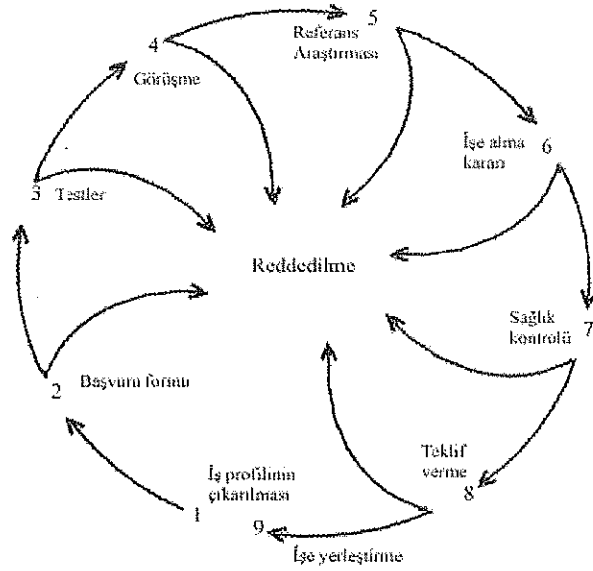 5
Referans
Araştırması
4
Görüşme
İşe alma
kararı
6
3 Testler
Reddedilme
Sağlık
kontrolü
7
2 Başvuru formu
Teklif
verme
8
İş profilinin
çıkarılması
1
9
İşe yerleştirme